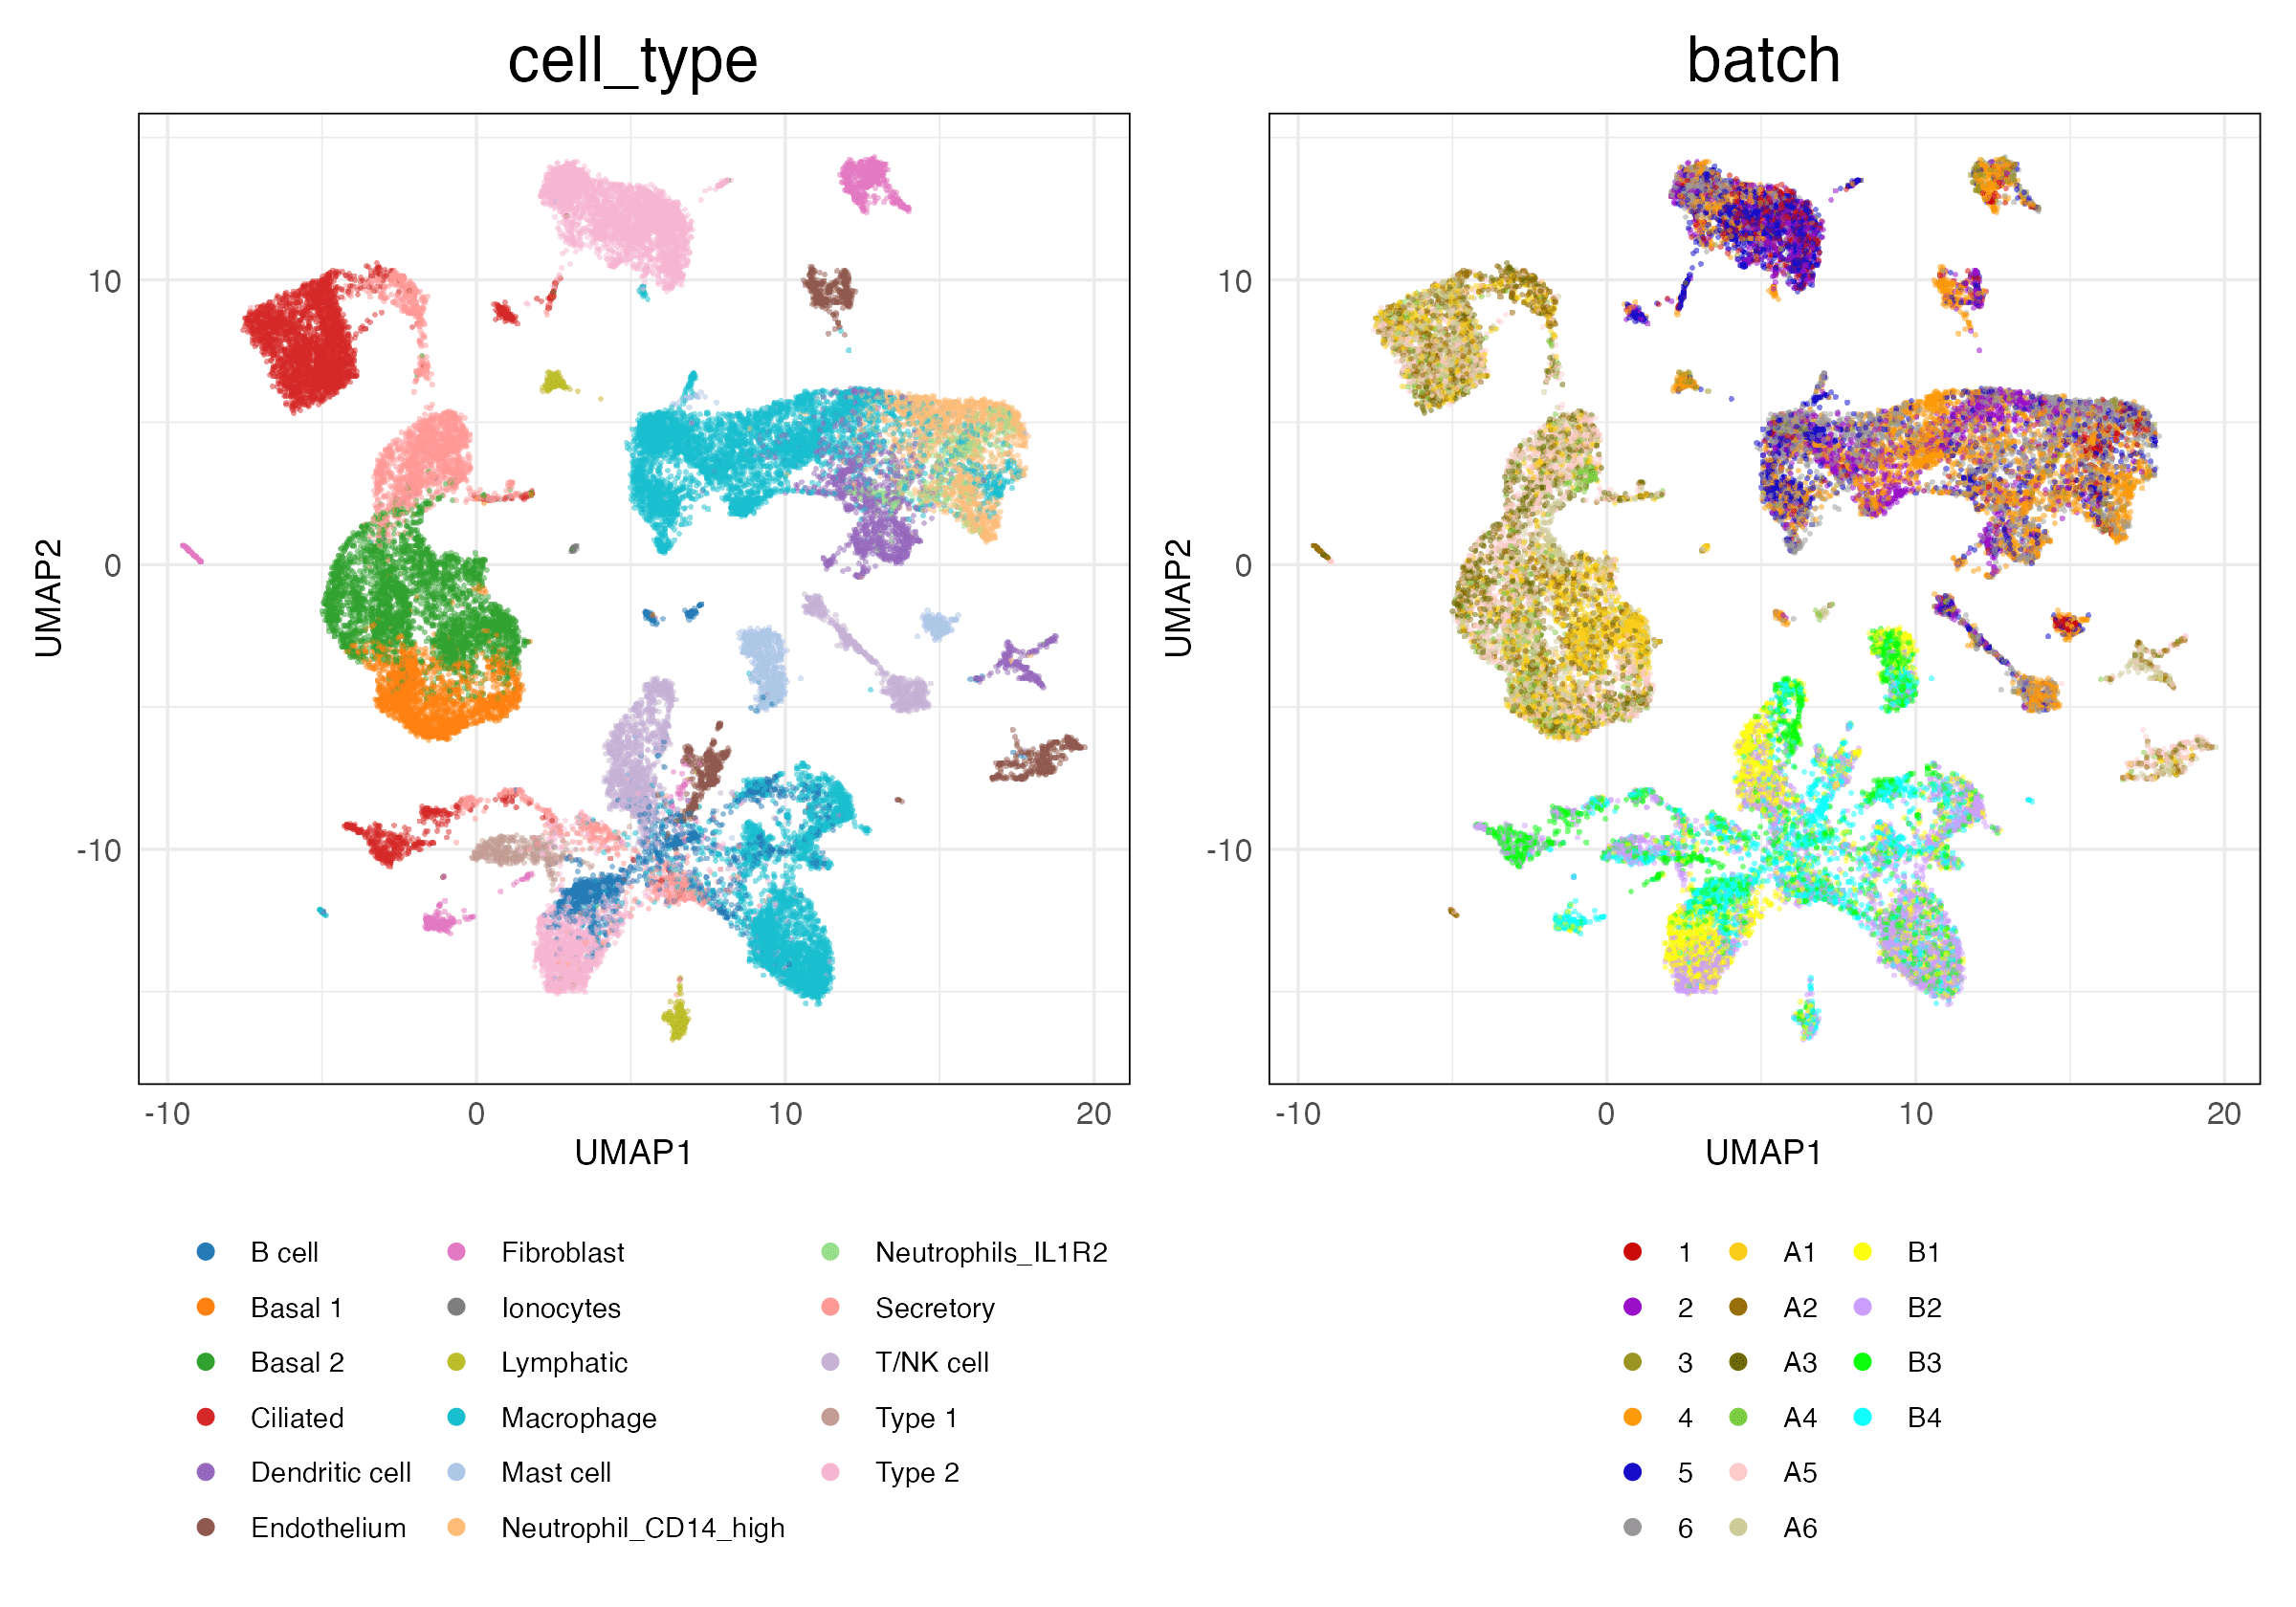 cell_type
batch
10
0
-10
UMAP2
-10 0 10 20
UMAP1
10
0
-10
UMAP2
-10 0 10 20
UMAP1
B cell Fibroblast Neutrophils_IL1R2
Basal 1 Ionocytes Secretory
Basal 2 Lymphatic T/NK cell
Ciliated Macrophage Type 1
Dendritic cell Mast cell Type 2
Endothelium Neutrophil_CD14_high
1 A1 B1
2 A2 B2
3 A3 B3
4 A4 B4
5 A5
6 A6